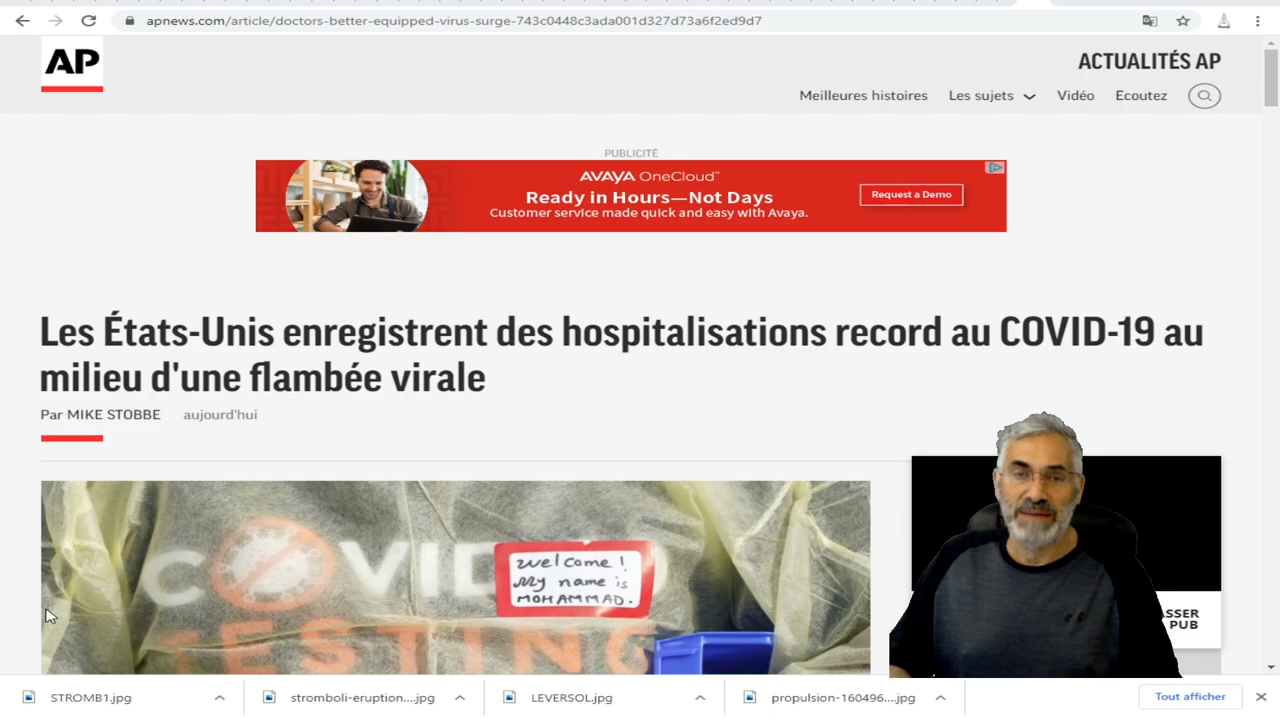 apnews.com/article/doctors-better-equipped-virus-surge-743c0448c3ada001d327d73a6f2ed9d7
AP
ACTUALITÉS AP
Meilleures histoires Les sujets Vidéo Ecoutez
PUBLICITÉ
AVAYA OneCloud™
Ready in Hours—Not Days
Customer service made quick and easy with Avaya.
Request a Demo
Les États-Unis enregistrent des hospitalisations record au COVID-19 au
milieu d'une flambée virale
Par MIKE STOBBE aujourd'hui
COVID
welcome!
My name is
MOHAMMAD.
TESTING
ASSER
PUB
STROMB1.jpg stromboli-eruption....jpg LEVERSOL.jpg propulsion-160496....jpg Tout afficher